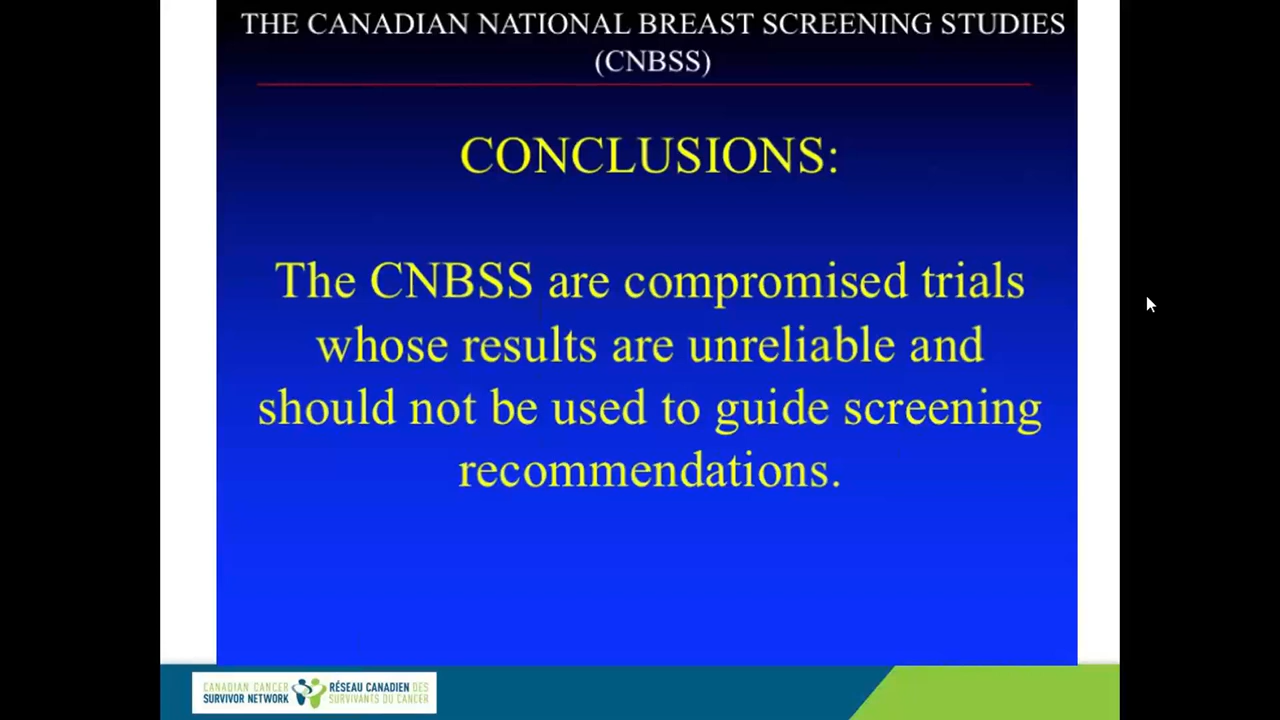 THE CANADIAN NATIONAL BREAST SCREENING STUDIES
(CNBSS)
CONCLUSIONS:
The CNBSS are compromised trials
whose results are unreliable and
should not be used to guide screening
recommendations.
CANADIAN CANCER
SURVIVOR NETWORK
RÉSEAU CANADIEN DES
SURVIVANTS DU CANCER